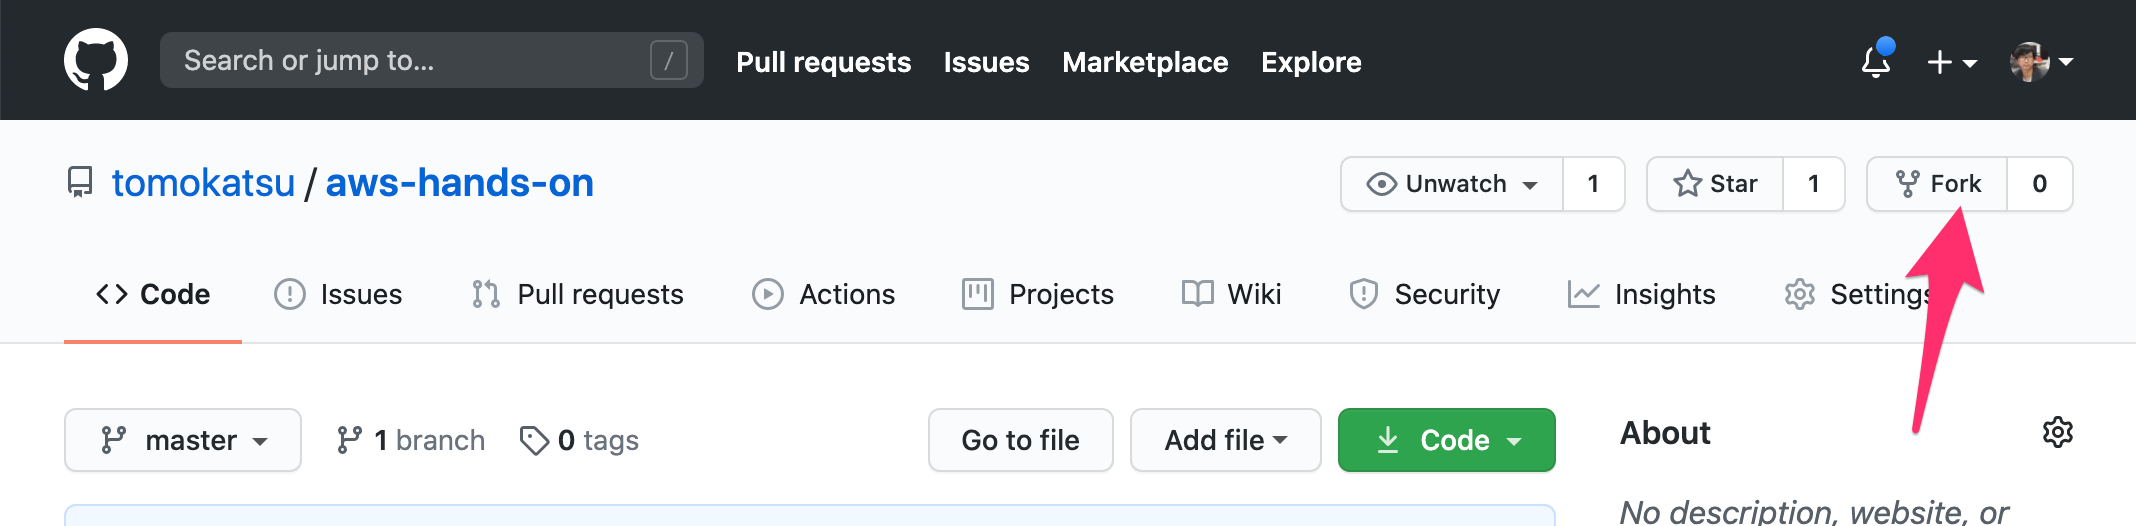 Search or jump to... /
Pull requests Issues Marketplace Explore
tomokatsu / aws-hands-on
Unwatch 1 Star 1 Fork 0
Code Issues Pull requests Actions Projects Wiki Security Insights Settings
master 1 branch 0 tags Go to file Add file Code About
No description, website, or